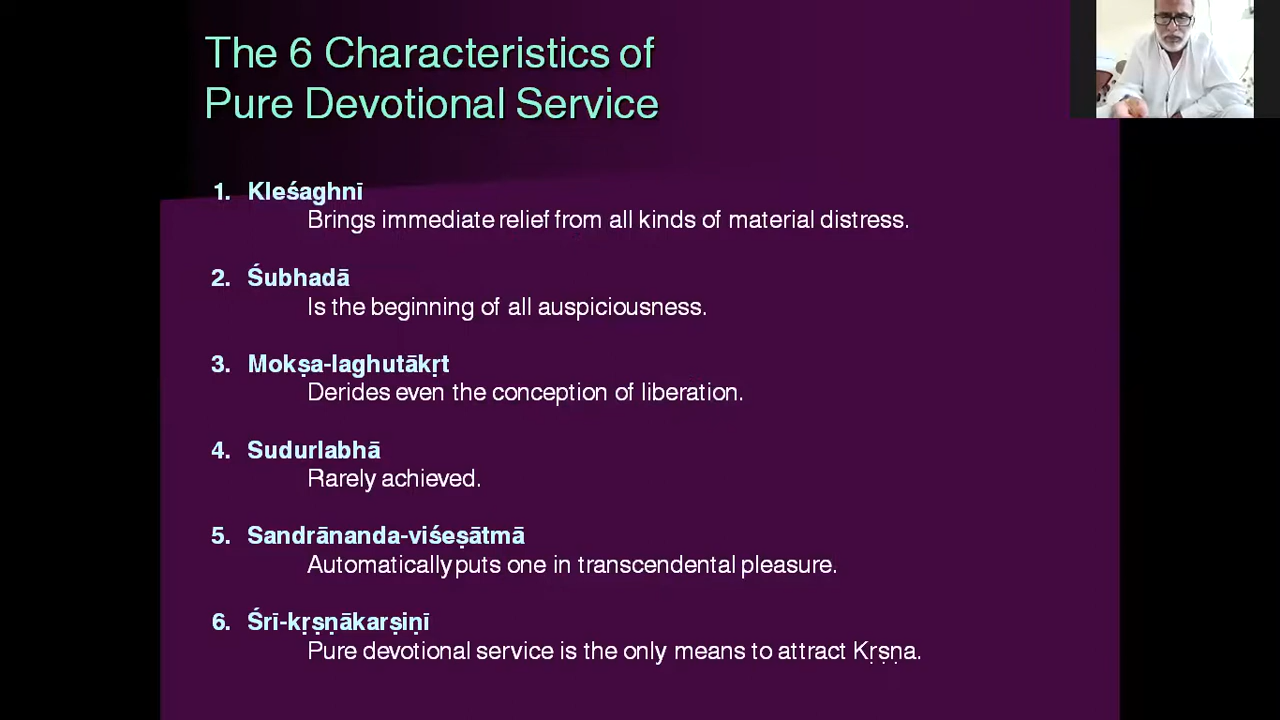 The 6 Characteristics of
Pure Devotional Service
1. Kleśaghnī
Brings immediate relief from all kinds of material distress.
2. Śubhadā
Is the beginning of all auspiciousness.
3. Mokṣa-laghutākṛt
Derides even the conception of liberation.
4. Sudurlabhā
Rarely achieved.
5. Sandrānanda-viśeṣātmā
Automatically puts one in transcendental pleasure.
6. Śrī-kṛṣṇākarṣiṇī
Pure devotional service is the only means to attract Kṛṣṇa.